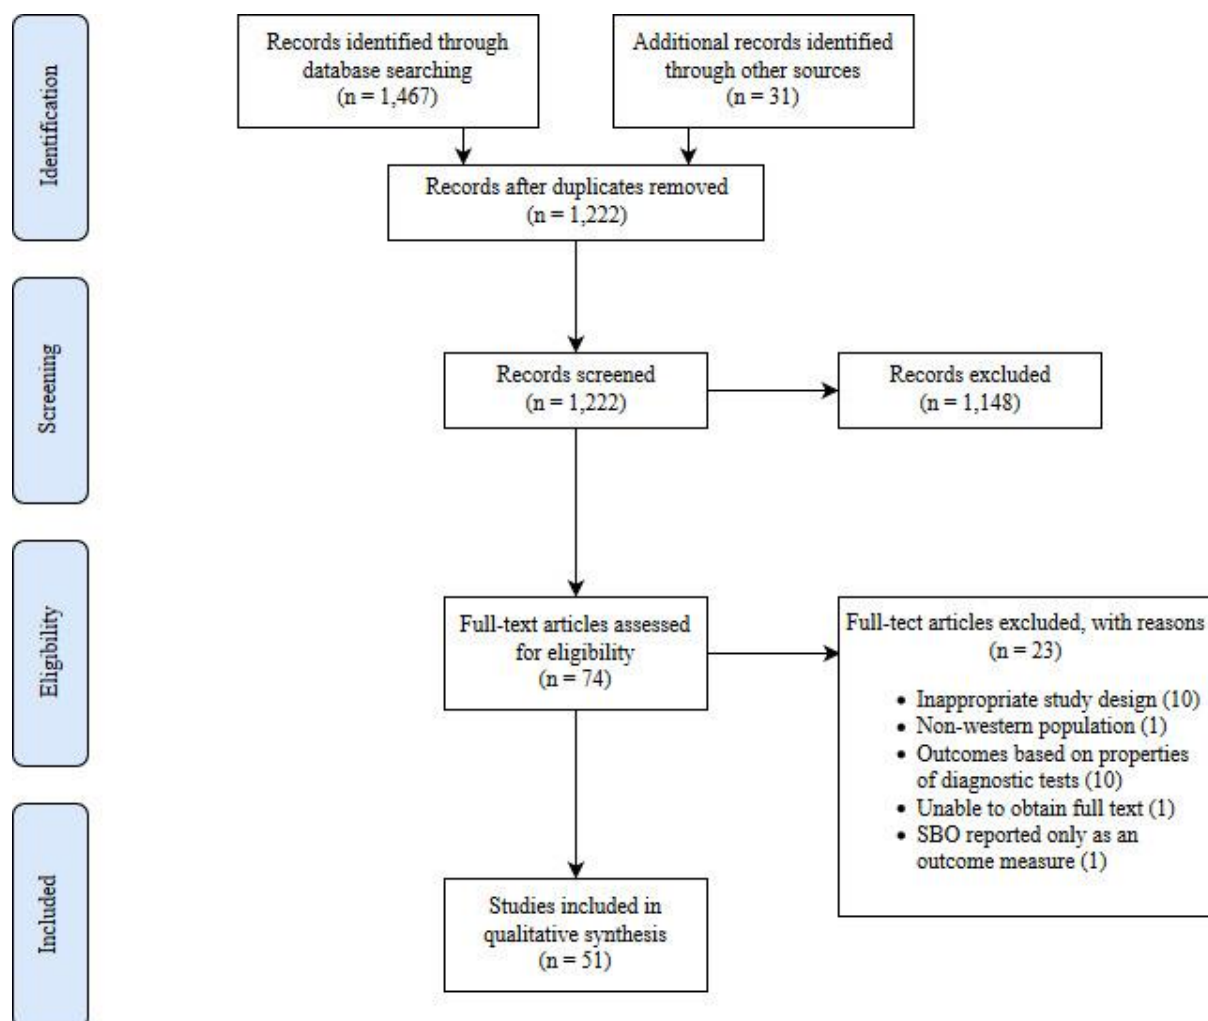 Identification
Records identified through
database searching
(n = 1,467)
Additional records identified
through other sources
(n = 31)
Records after duplicates removed
(n = 1,222)
Screening
Records screened
(n = 1,222)
Records excluded
(n = 1,148)
Eligibility
Full-text articles assessed
for eligibility
(n = 74)
Full-tect articles excluded, with reasons
(n = 23)
• Inappropriate study design (10)
• Non-western population (1)
• Outcomes based on properties
of diagnostic tests (10)
• Unable to obtain full text (1)
• SBO reported only as an
outcome measure (1)
Included
Studies included in
qualitative synthesis
(n = 51)